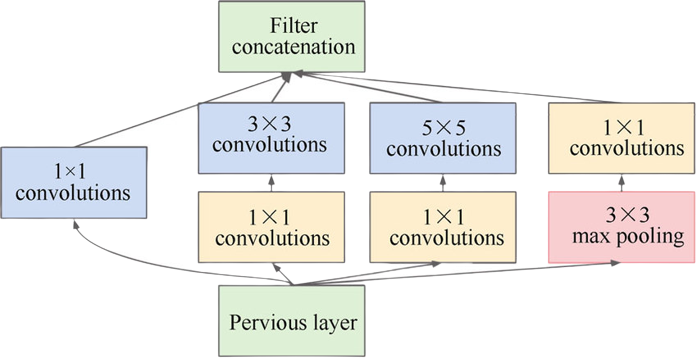 Filter
concatenation
3×3
convolutions
5×5
convolutions
1×1
convolutions
1×1
convolutions
1×1
convolutions
1×1
convolutions
3×3
max pooling
Pervious layer